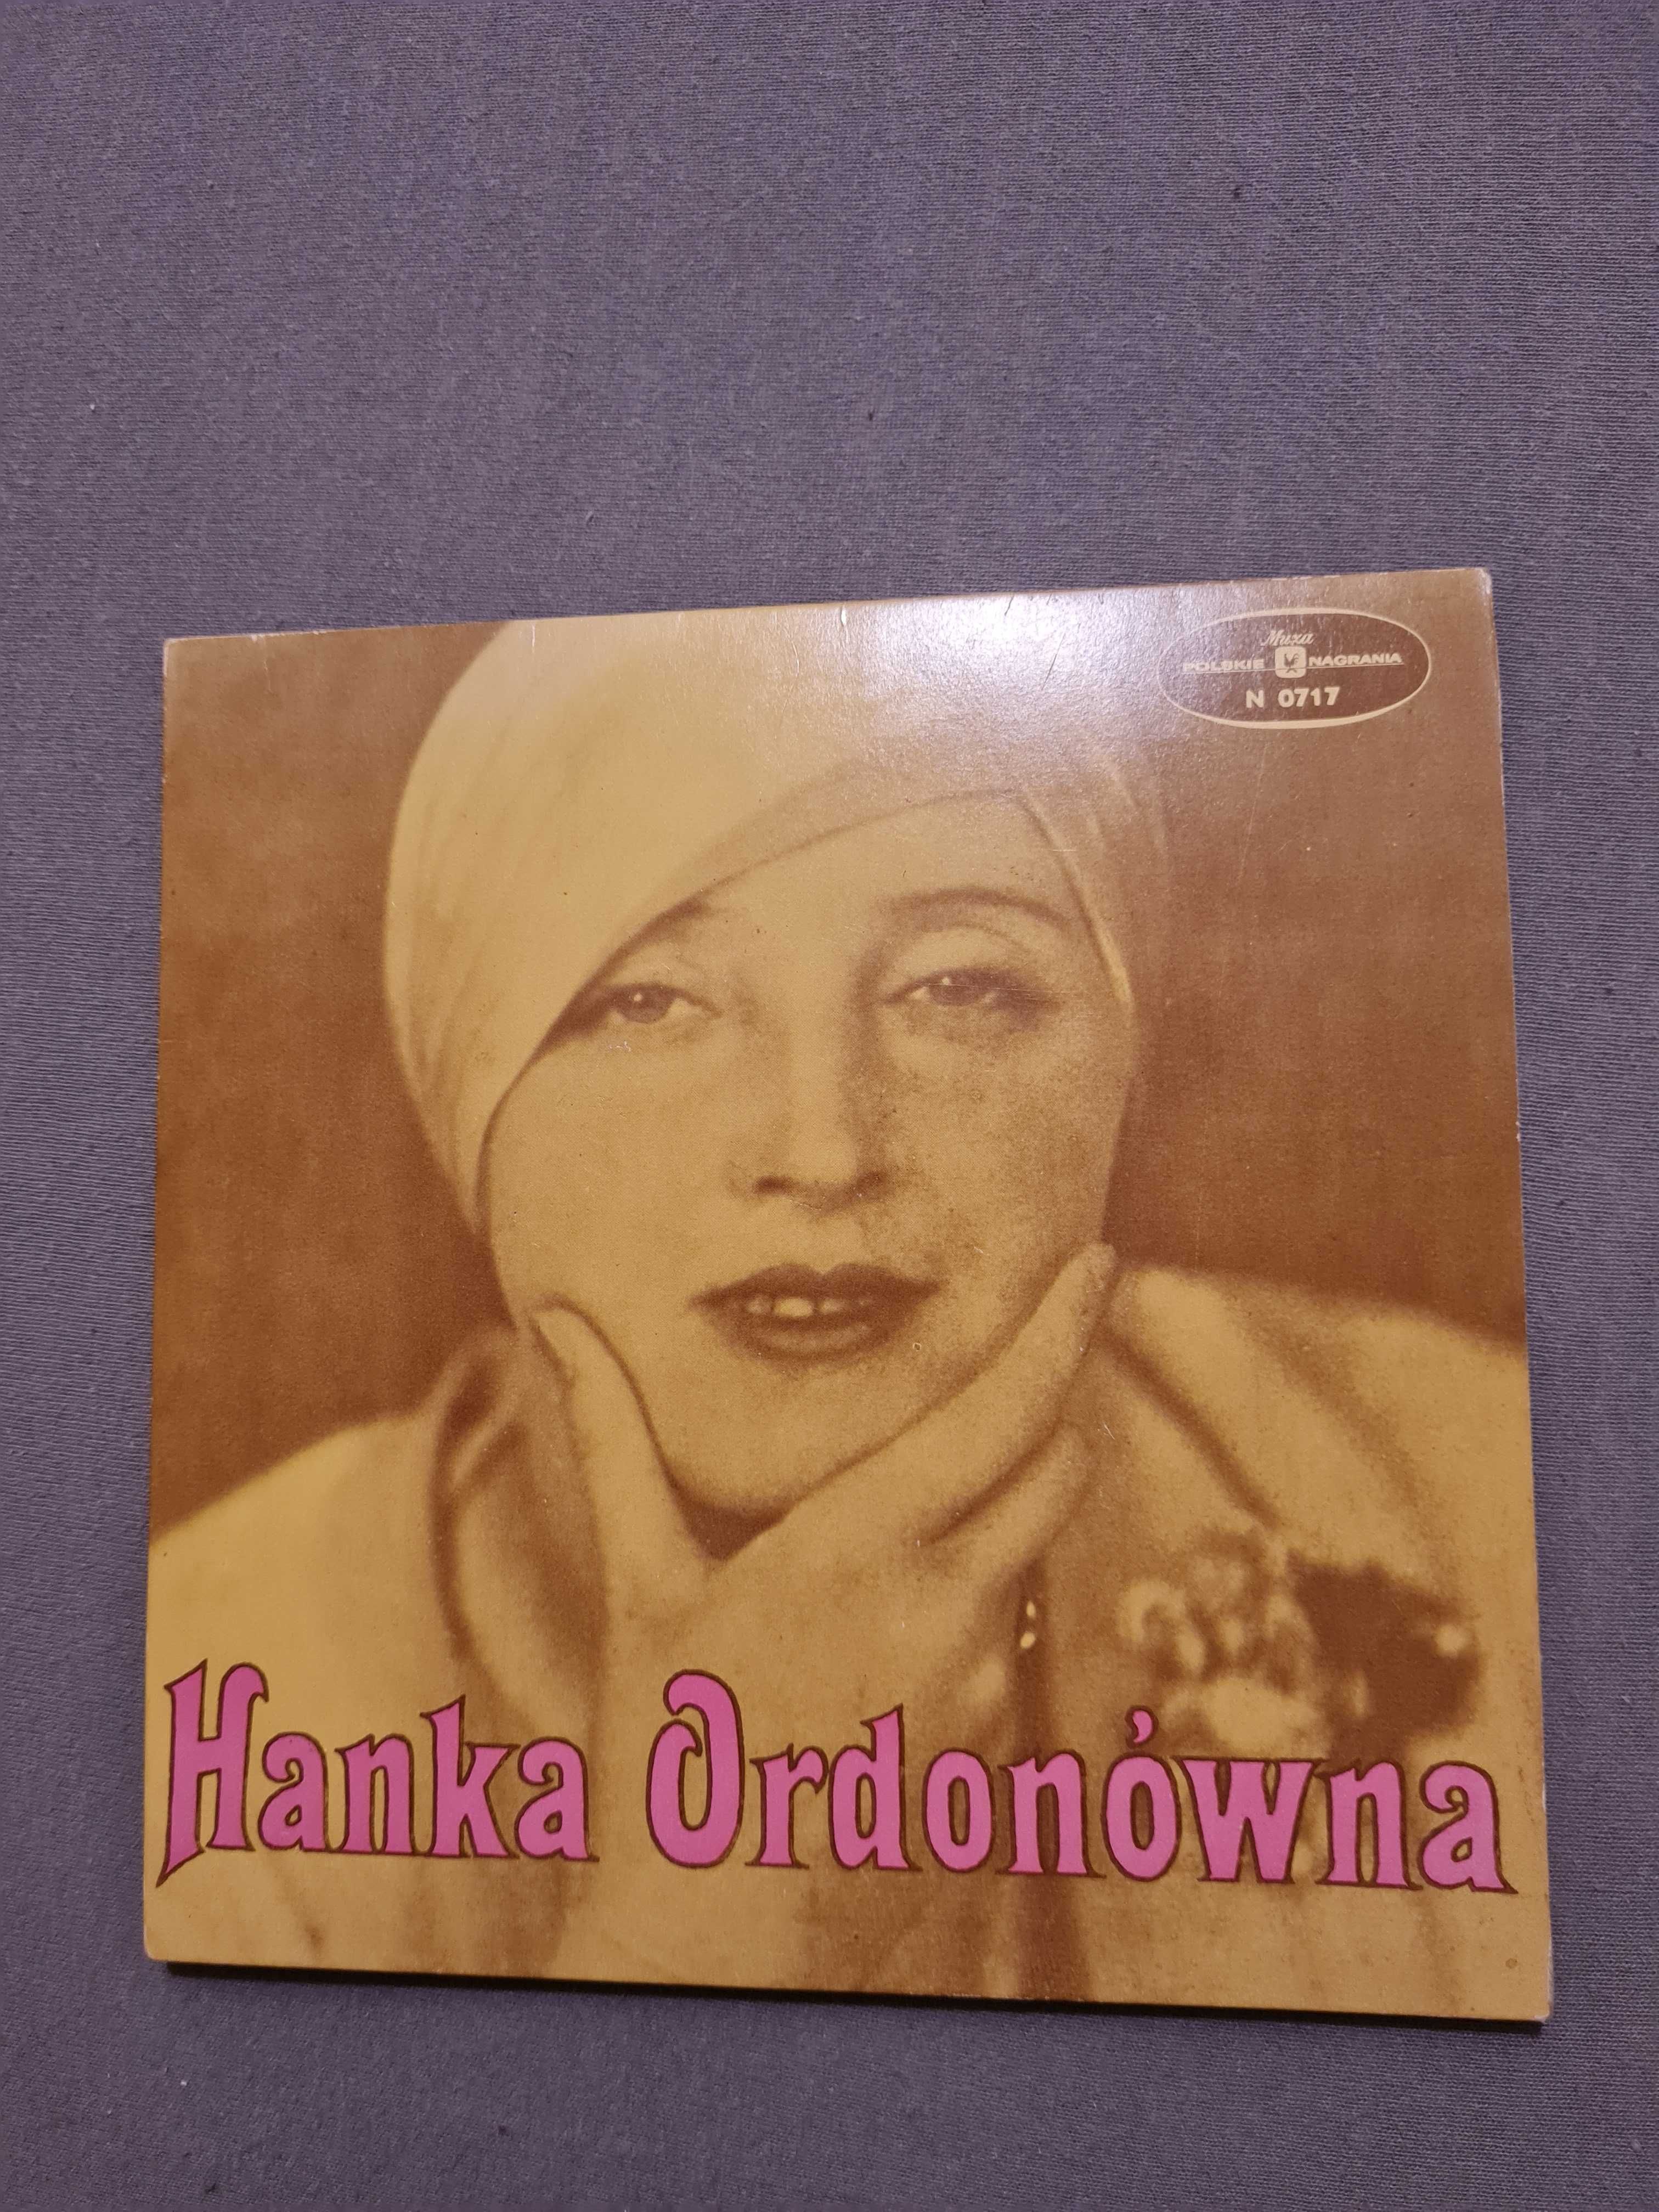 Muza
POLSKIE NAGRANIA
N 0717
Hanka Ordonówna